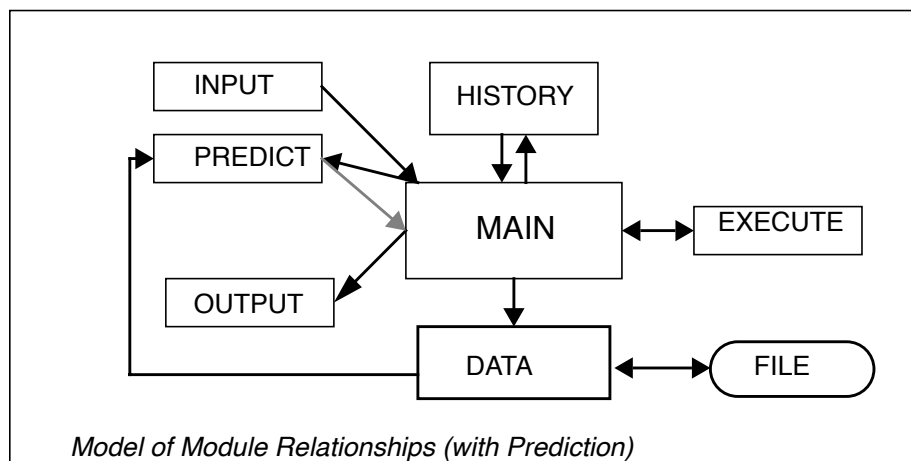 INPUT
HISTORY
PREDICT
MAIN
EXECUTE
OUTPUT
DATA
FILE
Model of Module Relationships (with Prediction)